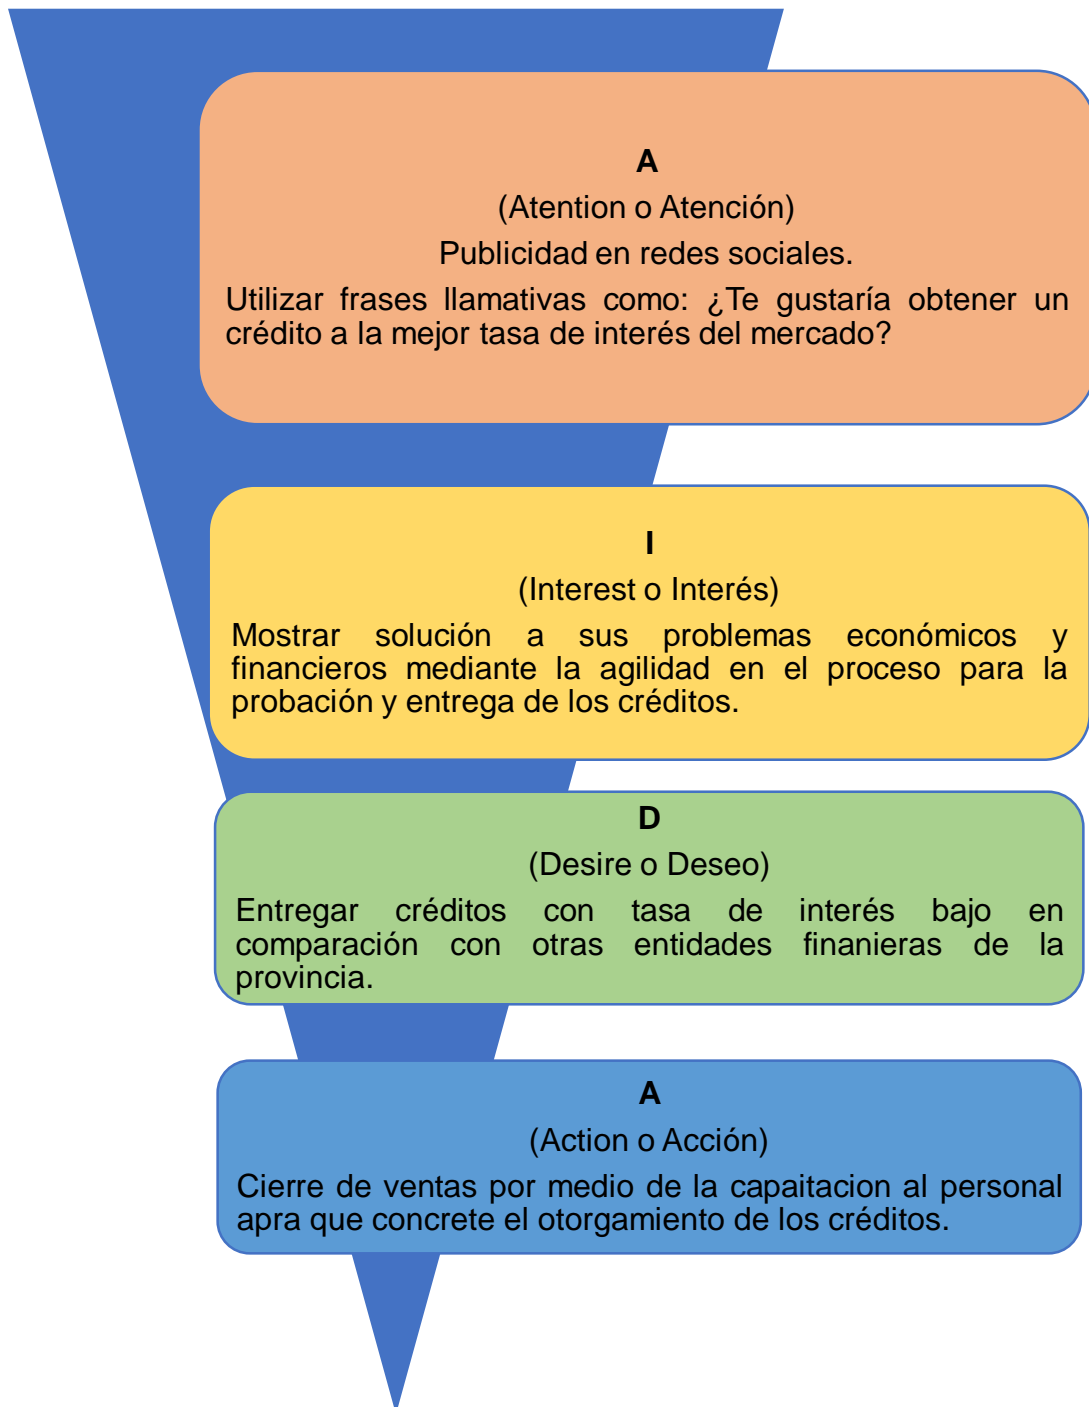 A
(Atention o Atención)
Publicidad en redes sociales.
Utilizar frases llamativas como: ¿Te gustaría obtener un
crédito a la mejor tasa de interés del mercado?
I
(Interest o Interés)
Mostrar solución a sus problemas económicos y
financieros mediante la agilidad en el proceso para la
probación y entrega de los créditos.
D
(Desire o Deseo)
Entregar créditos con tasa de interés bajo en
comparación con otras entidades finanieras de la
provincia.
A
(Action o Acción)
Cierre de ventas por medio de la capaitacion al personal
apra que concrete el otorgamiento de los créditos.